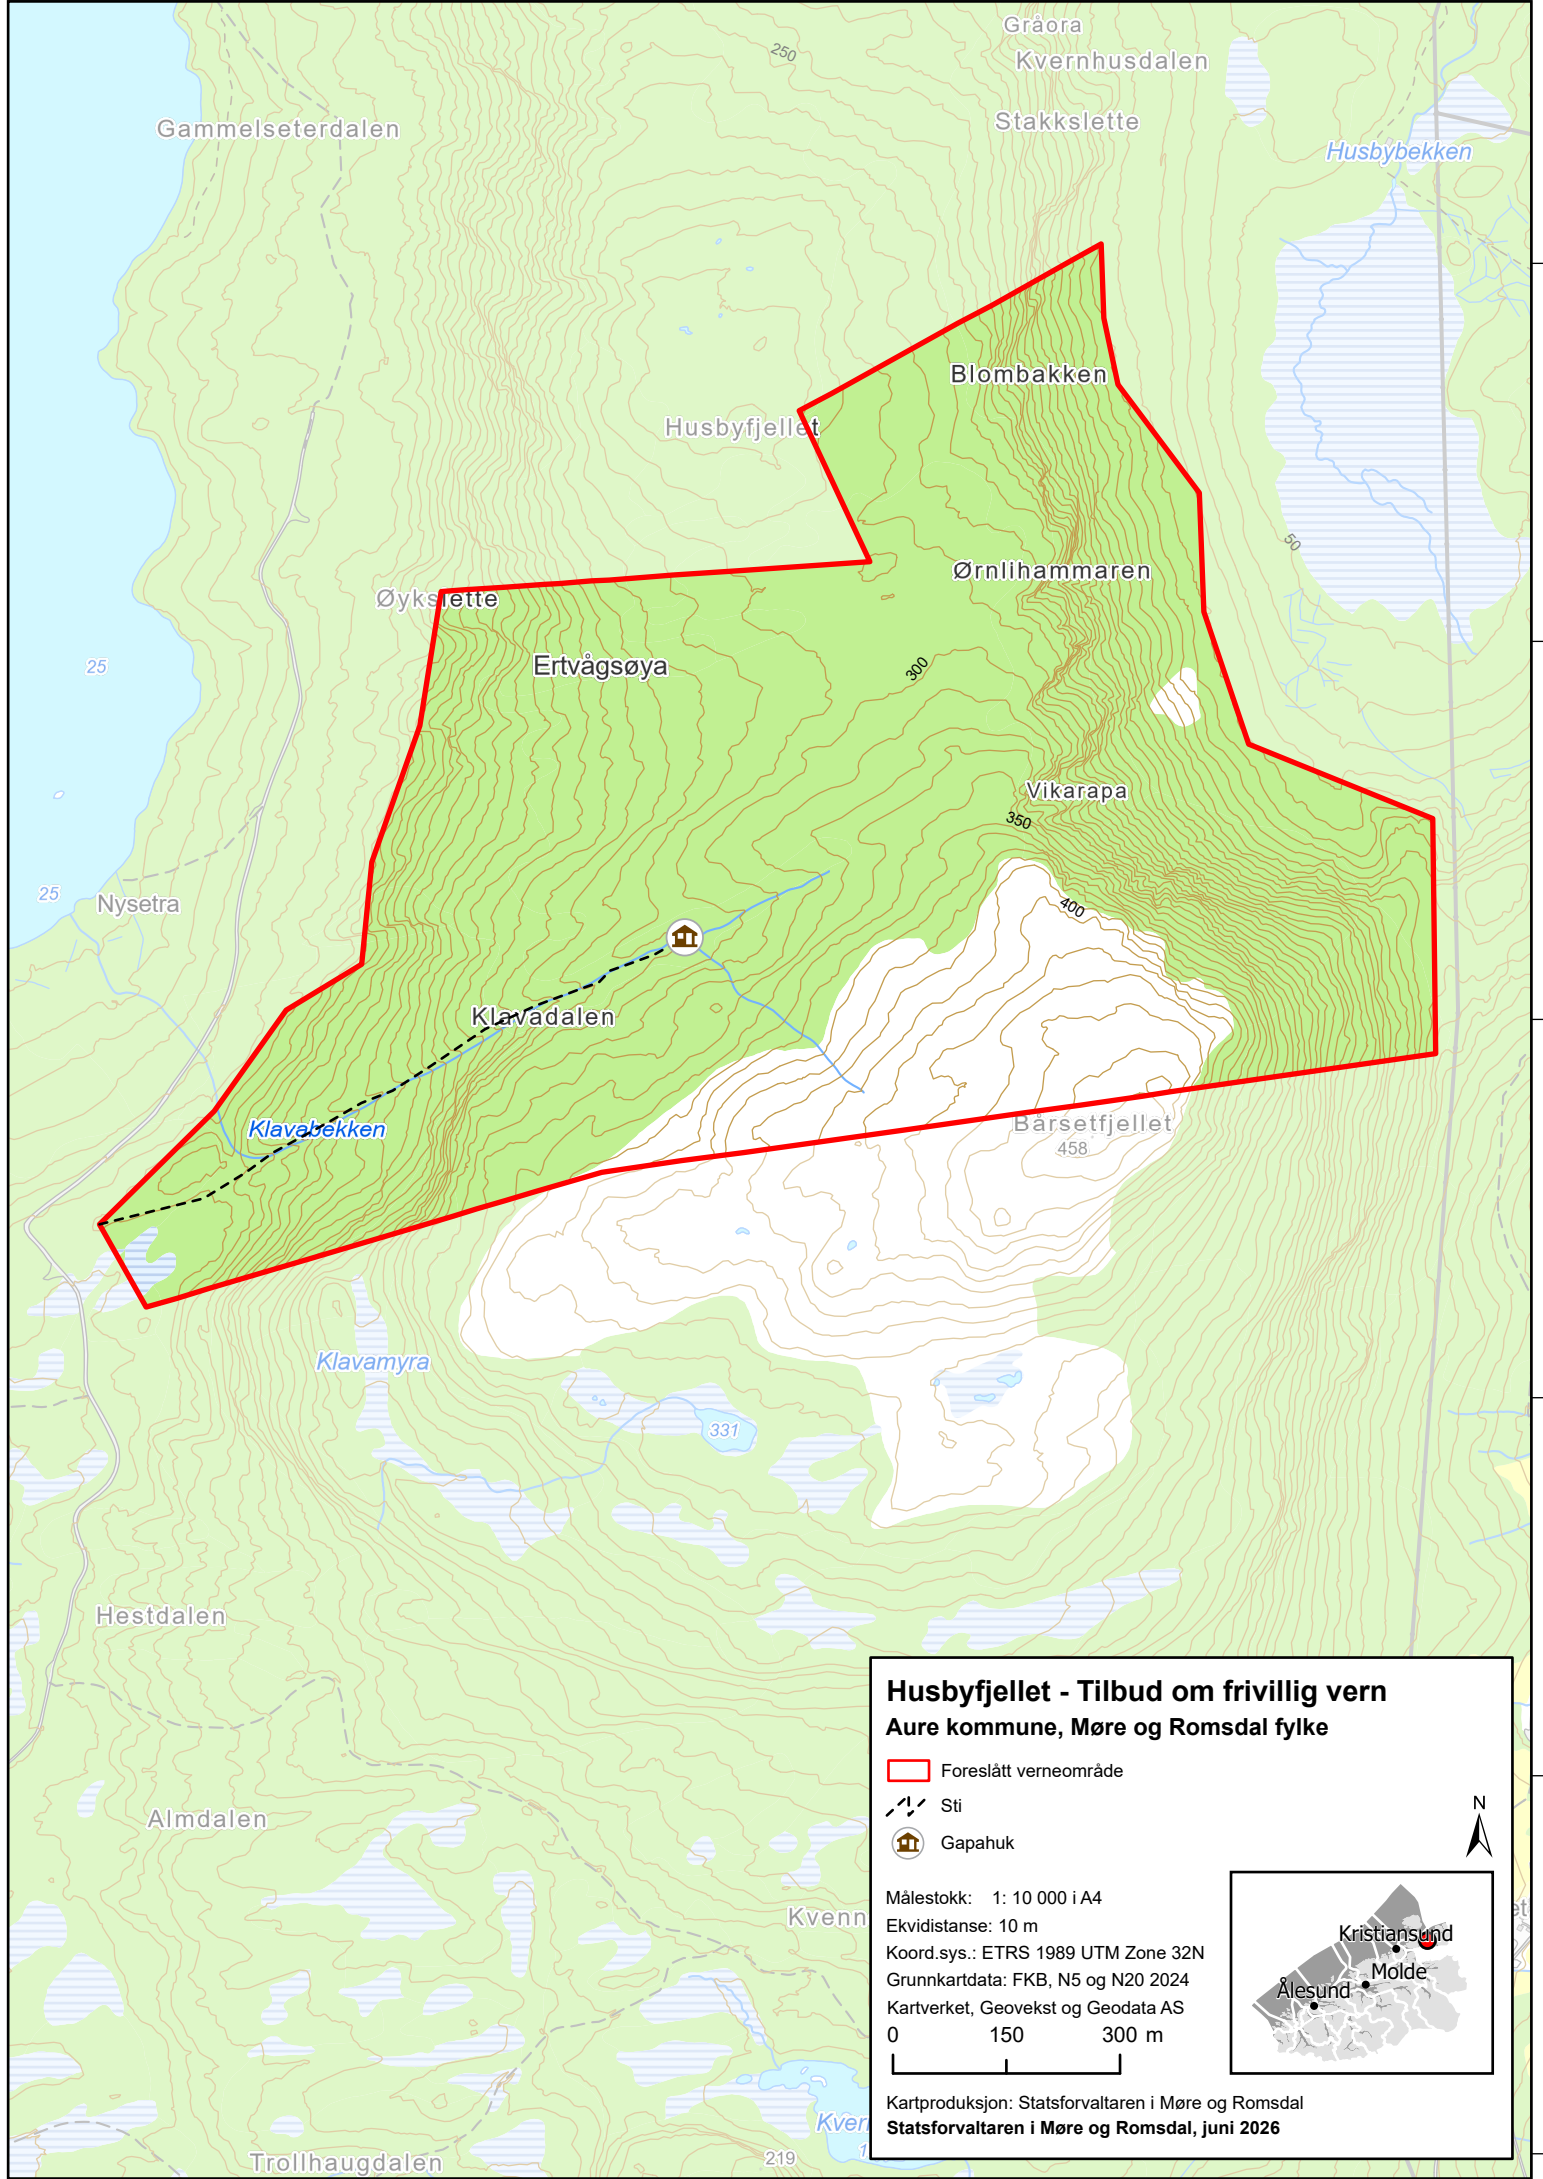 Gråora
250
Kvernhusdalen
Gammelseterdalen
Stakkslette
Husbybekken
Blombakken
Husbyfjellet
50
Ørnlihammaren
Øykslette
Ertvågsøya
25
300
Vikarapa
350
25
Nysetra
400
Klavadalen
Klavabekken
Bårsetfjellet
458
Klavamyra
331
Hestdalen
Almdalen
Kvenn
Kver
219
Trollhaugdalen
Husbyfjellet - Tilbud om frivillig vern
Aure kommune, Møre og Romsdal fylke
Foreslått verneområde
Sti
Gapahuk
N
Målestokk: 1: 10 000 i A4
Ekvidistanse: 10 m
Koord.sys.: ETRS 1989 UTM Zone 32N
Grunnkartdata: FKB, N5 og N20 2024
Kartverket, Geovekst og Geodata AS
0 150 300 m
Kristiansund
Molde
Ålesund
Kartproduksjon: Statsforvaltaren i Møre og Romsdal
Statsforvaltaren i Møre og Romsdal, juni 2026